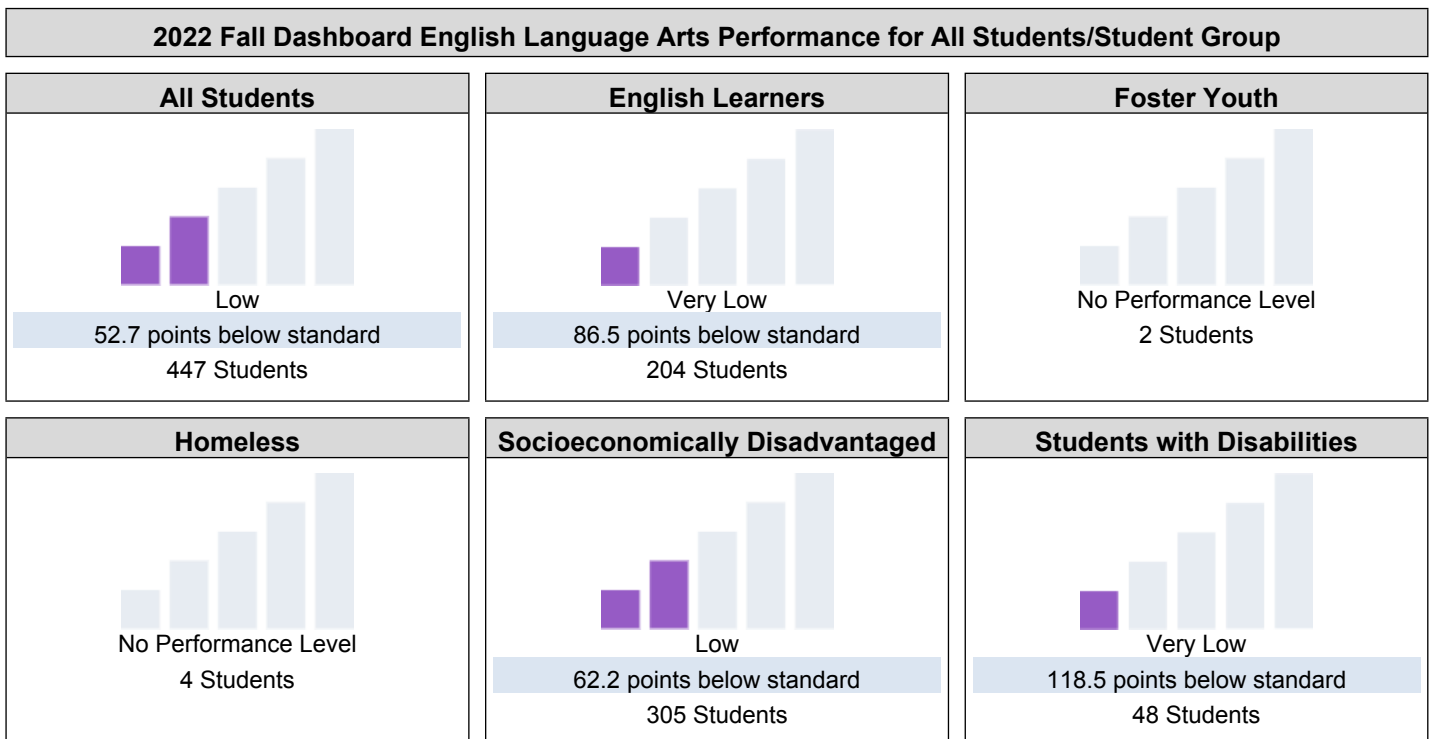 2022 Fall Dashboard English Language Arts Performance for All Students/Student Group
All Students
Low
52.7 points below standard
447 Students
English Learners
Very Low
86.5 points below standard
204 Students
Foster Youth
No Performance Level
2 Students
Homeless
No Performance Level
4 Students
Socioeconomically Disadvantaged
Low
62.2 points below standard
305 Students
Students with Disabilities
Very Low
118.5 points below standard
48 Students